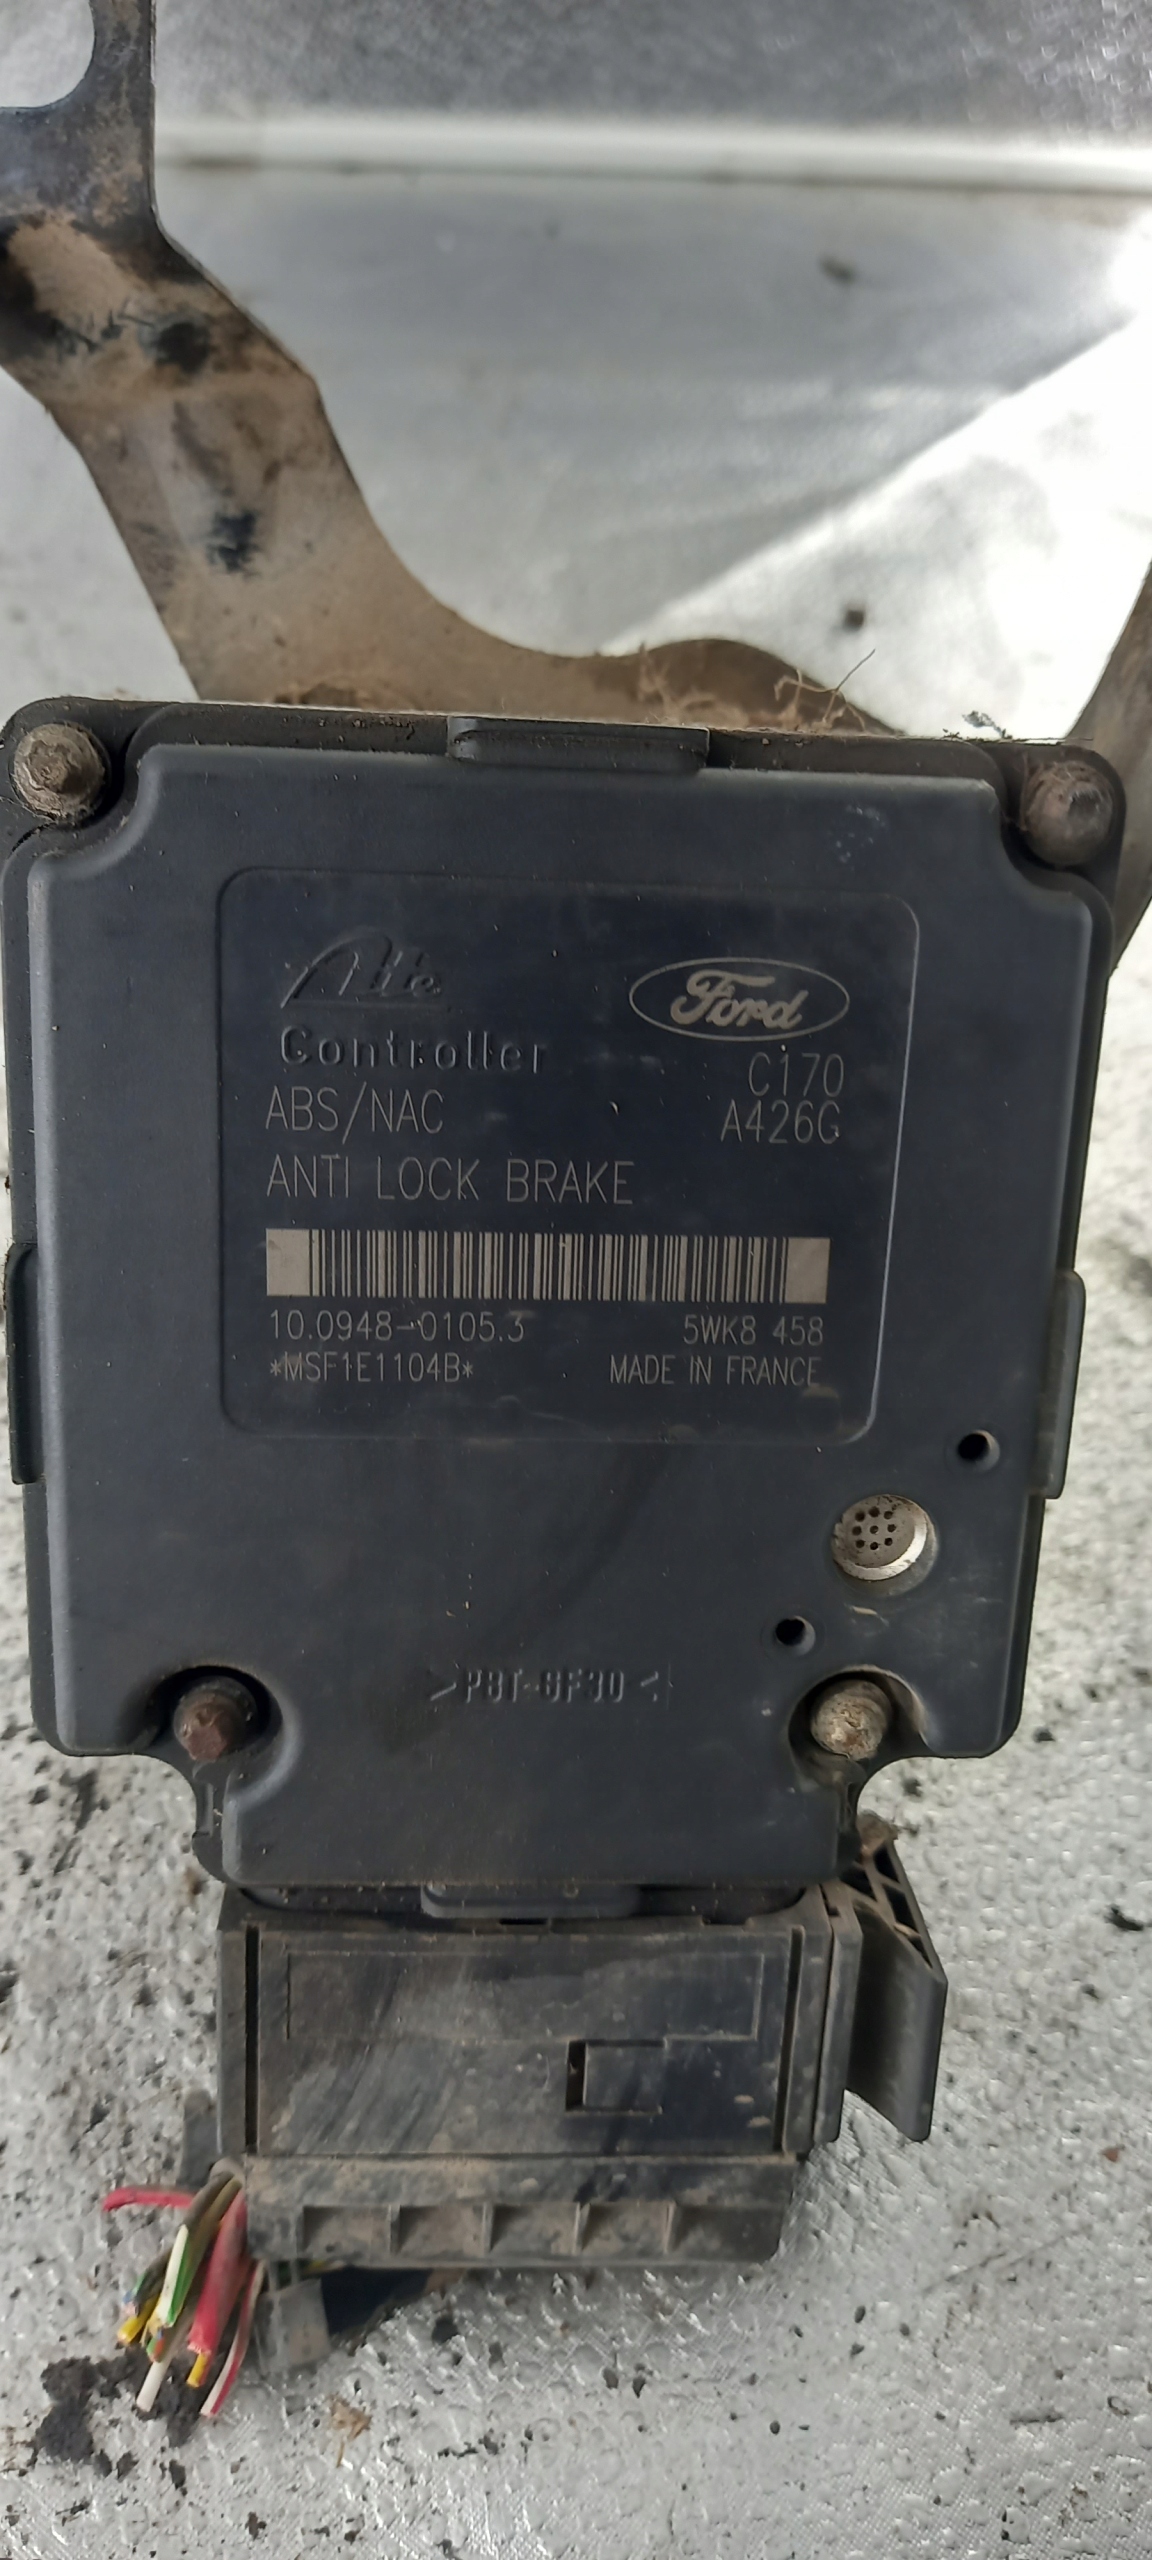 Ate
Ford
Controller
C170
ABS/NAC
A426G
ANTI LOCK BRAKE
10.0948-0105.3
5WK8 458
*MSF1E1104B*
MADE IN FRANCE
>PBT-GF30<